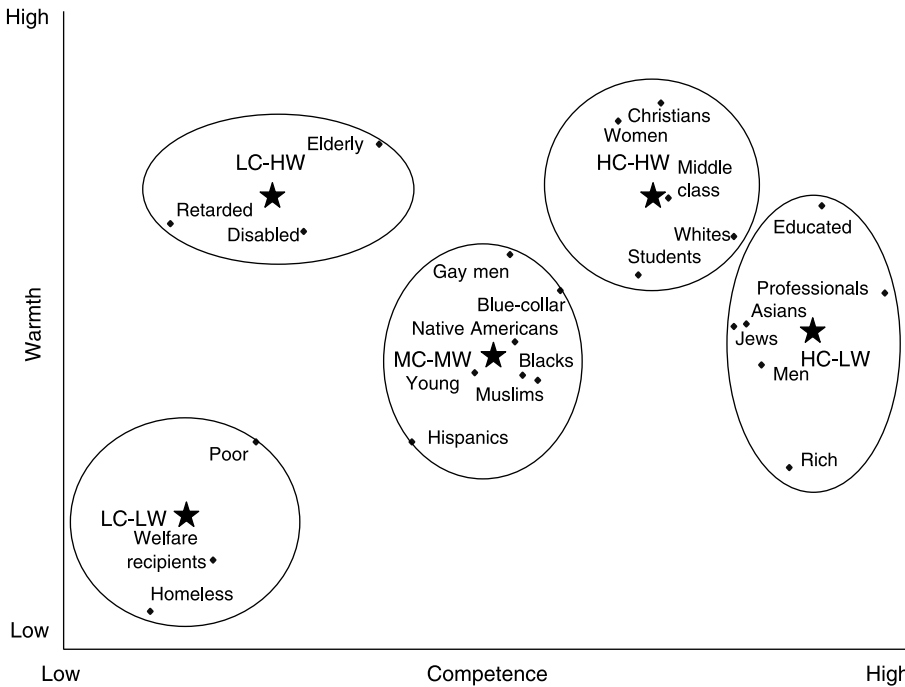 High
Christians
Women
Elderly
LC-HW
HC-HW
Middle
class
Retarded
Disabled
Whites
Educated
Students
Gay men
Professionals
Blue-collar
Asians
Native Americans
Jews
MC-MW
Blacks
HC-LW
Men
Young
Muslims
Warmth
Hispanics
Poor
Rich
LC-LW
Welfare
recipients
Homeless
Low
Low
Competence
High